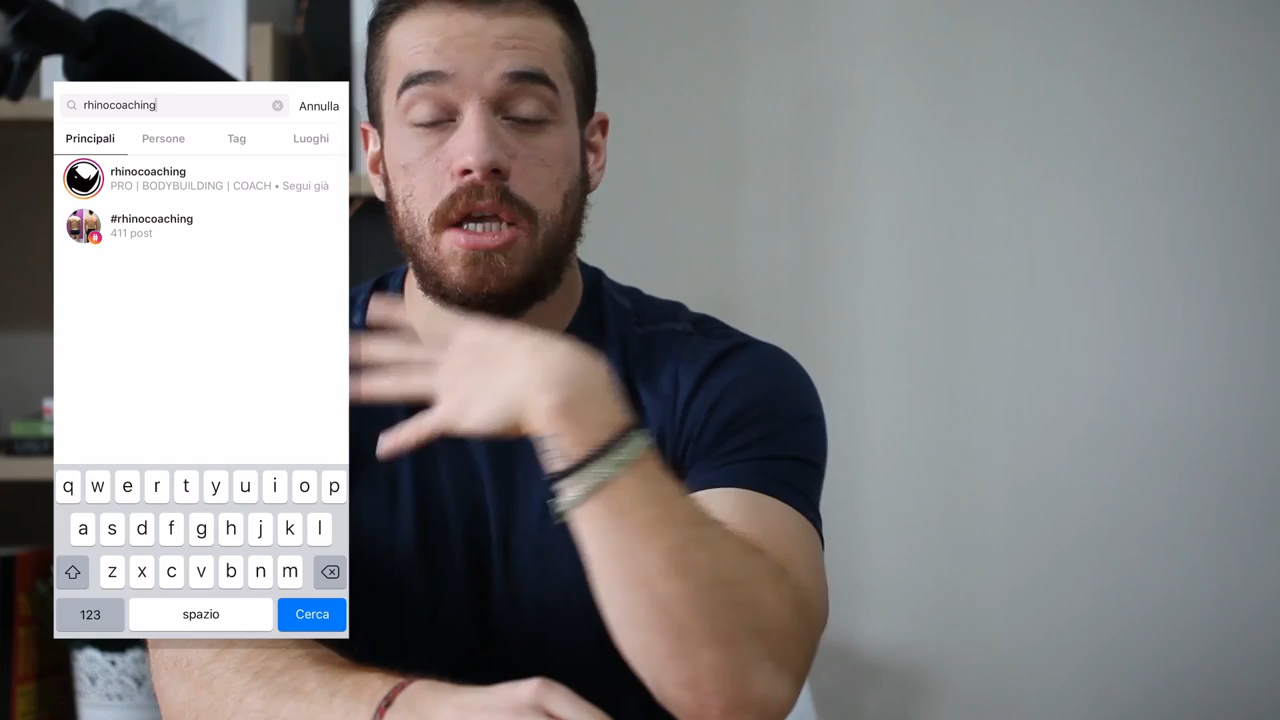 rhinocoaching
Annulla
Principali
Persone
Tag
Luoghi
rhinocoaching
PRO | BODYBUILDING | COACH • Segui già
#rhinocoaching
411 post
q w e r t y u i o p
a s d f g h j k l
z x c v b n m
123
spazio
Cerca